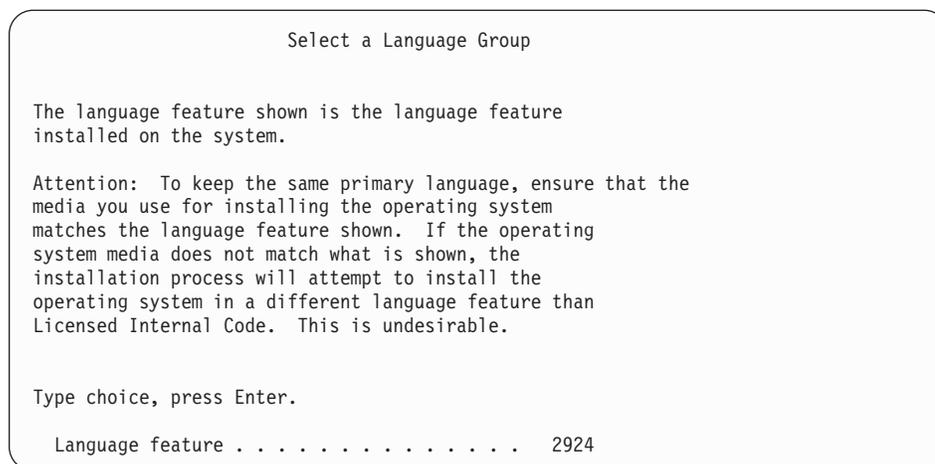 Select a Language Group
The language feature shown is the language feature
installed on the system.
Attention:  To keep the same primary language, ensure that the
media you use for installing the operating system
matches the language feature shown.  If the operating
system media does not match what is shown, the
installation process will attempt to install the
operating system in a different language feature than
Licensed Internal Code.  This is undesirable.
Type choice, press Enter.
Language feature . . . . . . . . . . . . . .   2924